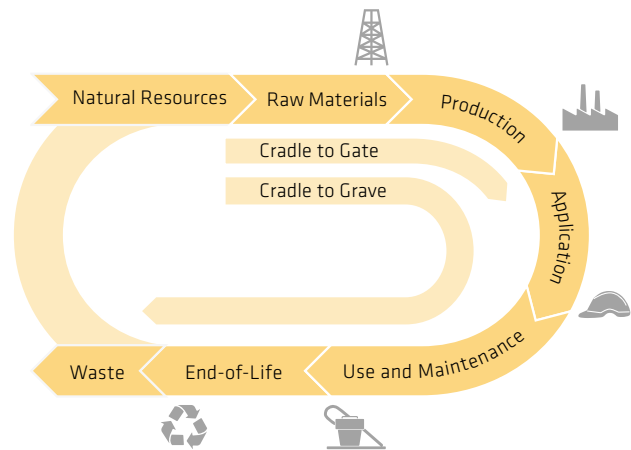 Natural Resources
Raw Materials
Production
Cradle to Gate
Cradle to Grave
Application
Use and Maintenance
End-of-Life
Waste